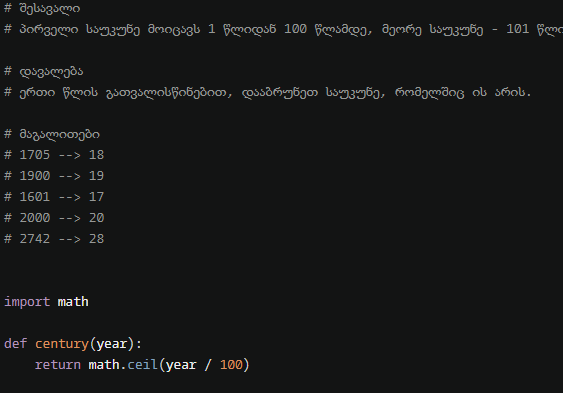 # შესავალი
# პირველი საუკუნე მოიცავს 1 წლიდან 100 წლამდე, მეორე საუკუნე - 101
# დავალება
# ერთი წლის გათვალისწინებით, დააბრუნეთ საუკუნე, რომელშიც ის არის.
# მაგალითები
# 1705 --> 18
# 1900 --> 19
# 1601 --> 17
# 2000 --> 20
# 2742 --> 28
import math
def century(year):
    return math.ceil(year / 100)